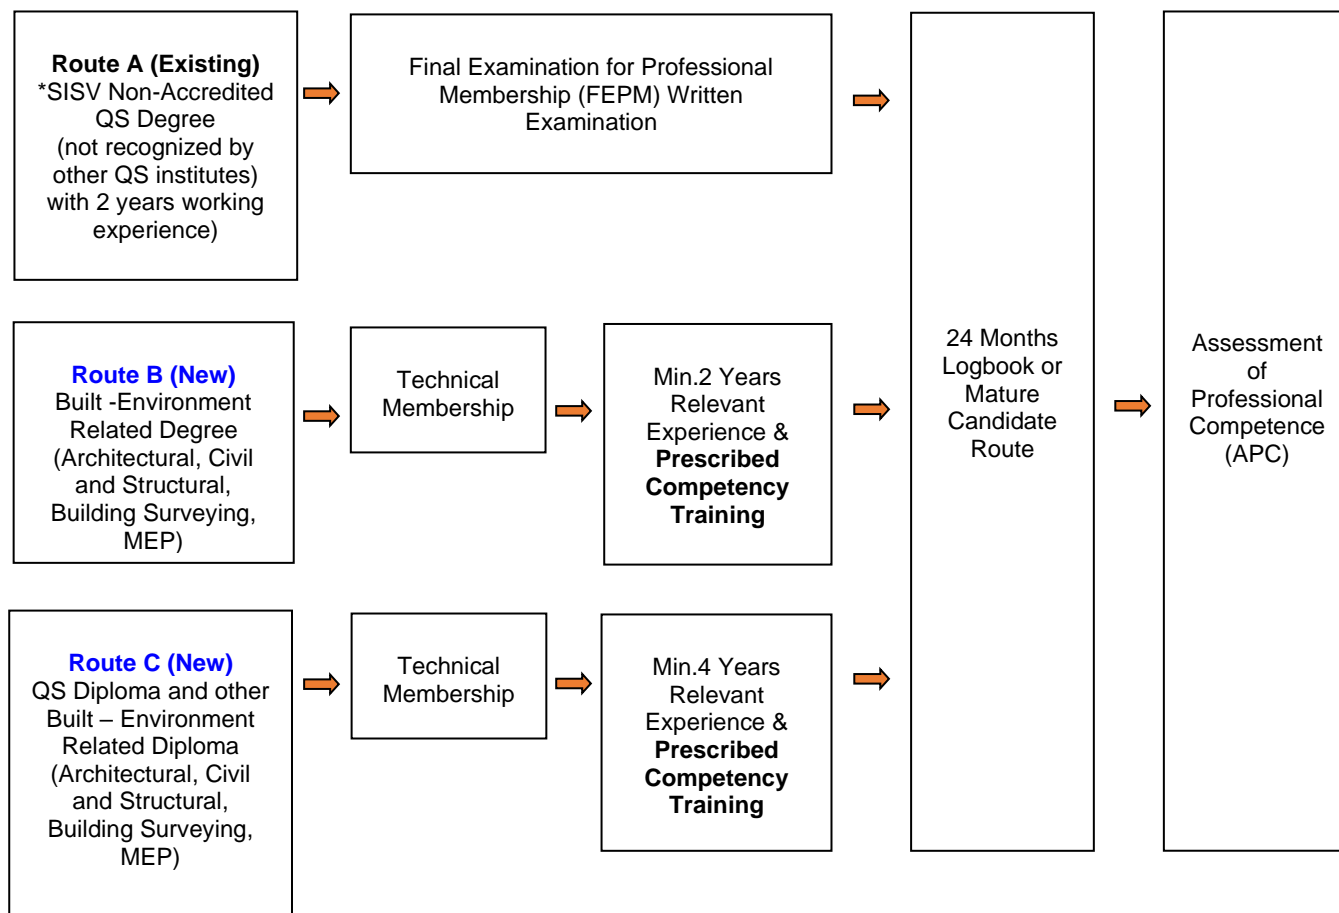 Route A (Existing)
*SISV Non-Accredited
QS Degree
(not recognized by
other QS institutes)
with 2 years working
experience)
Final Examination for Professional
Membership (FEPM) Written
Examination
Route B (New)
Built -Environment
Related Degree
(Architectural, Civil
and Structural,
Building Surveying,
MEP)
Technical
Membership
Min.2 Years
Relevant
Experience &
Prescribed
Competency
Training
Route C (New)
QS Diploma and other
Built – Environment
Related Diploma
(Architectural, Civil
and Structural,
Building Surveying,
MEP)
Technical
Membership
Min.4 Years
Relevant
Experience &
Prescribed
Competency
Training
24 Months
Logbook or
Mature
Candidate
Route
Assessment
of
Professional
Competence
(APC)